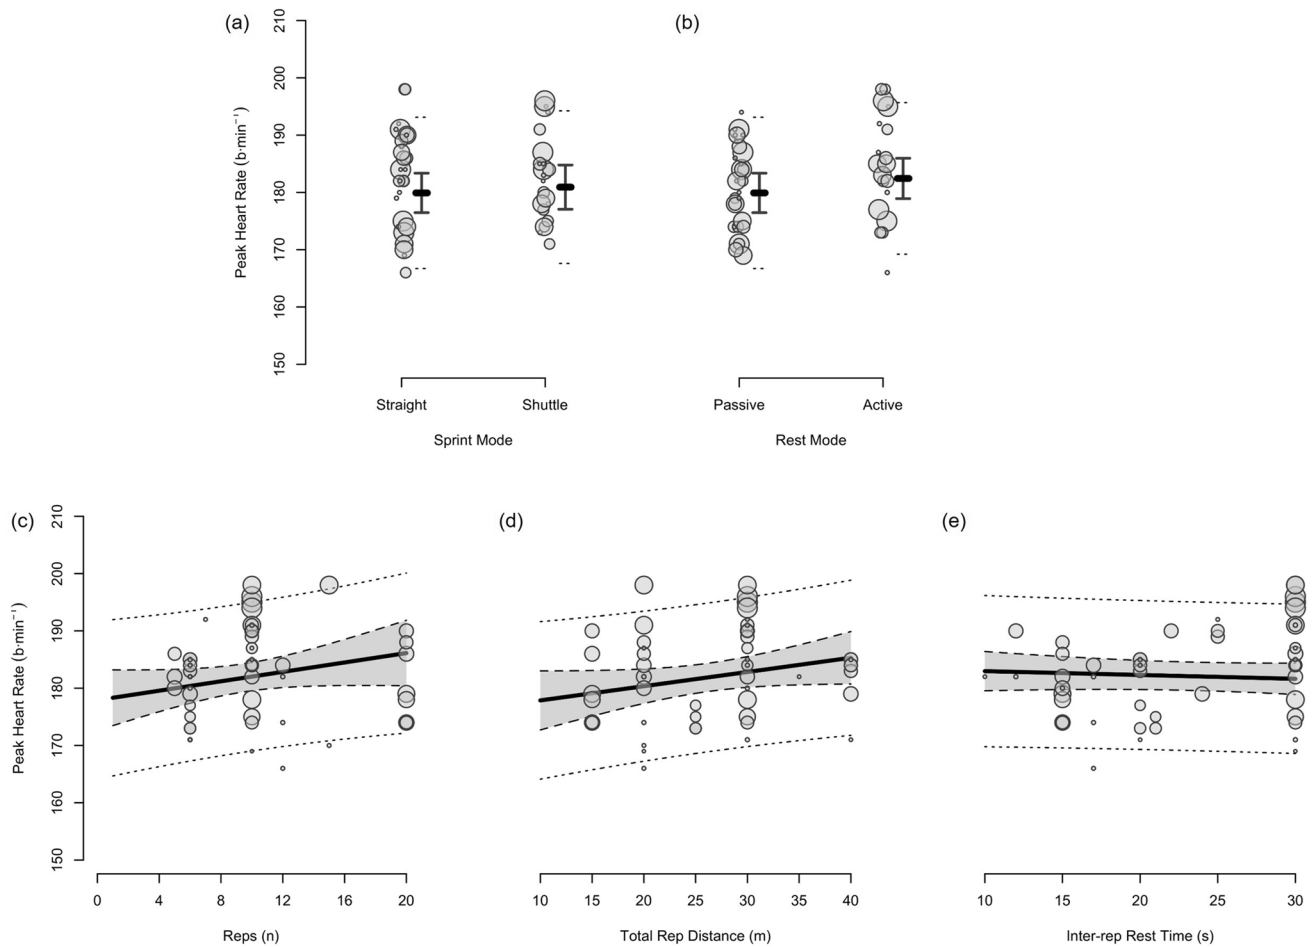 (a)
(b)
Peak Heart Rate (b·min⁻¹)
210
200
190
180
170
160
150
Straight
Shuttle
Sprint Mode
Passive
Active
Rest Mode
(c)
(d)
(e)
Peak Heart Rate (b·min⁻¹)
210
200
190
180
170
160
150
0 4 8 12 16 20
Reps (n)
10 15 20 25 30 35 40
Total Rep Distance (m)
10 15 20 25 30
Inter-rep Rest Time (s)